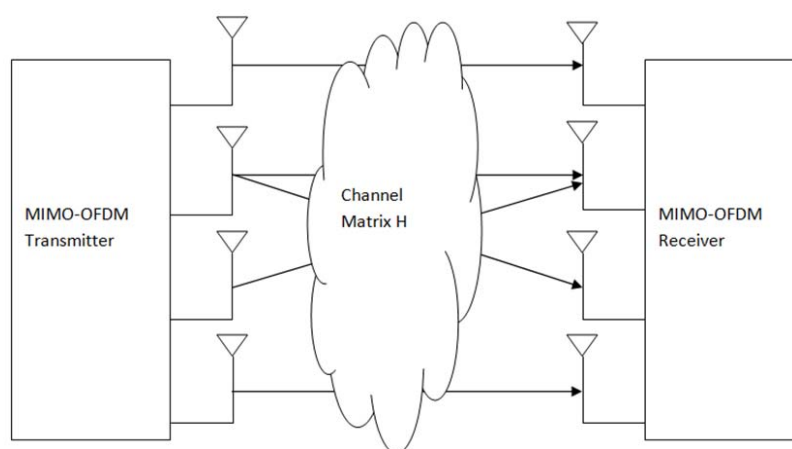 MIMO-OFDM
Transmitter
Channel
Matrix H
MIMO-OFDM
Receiver